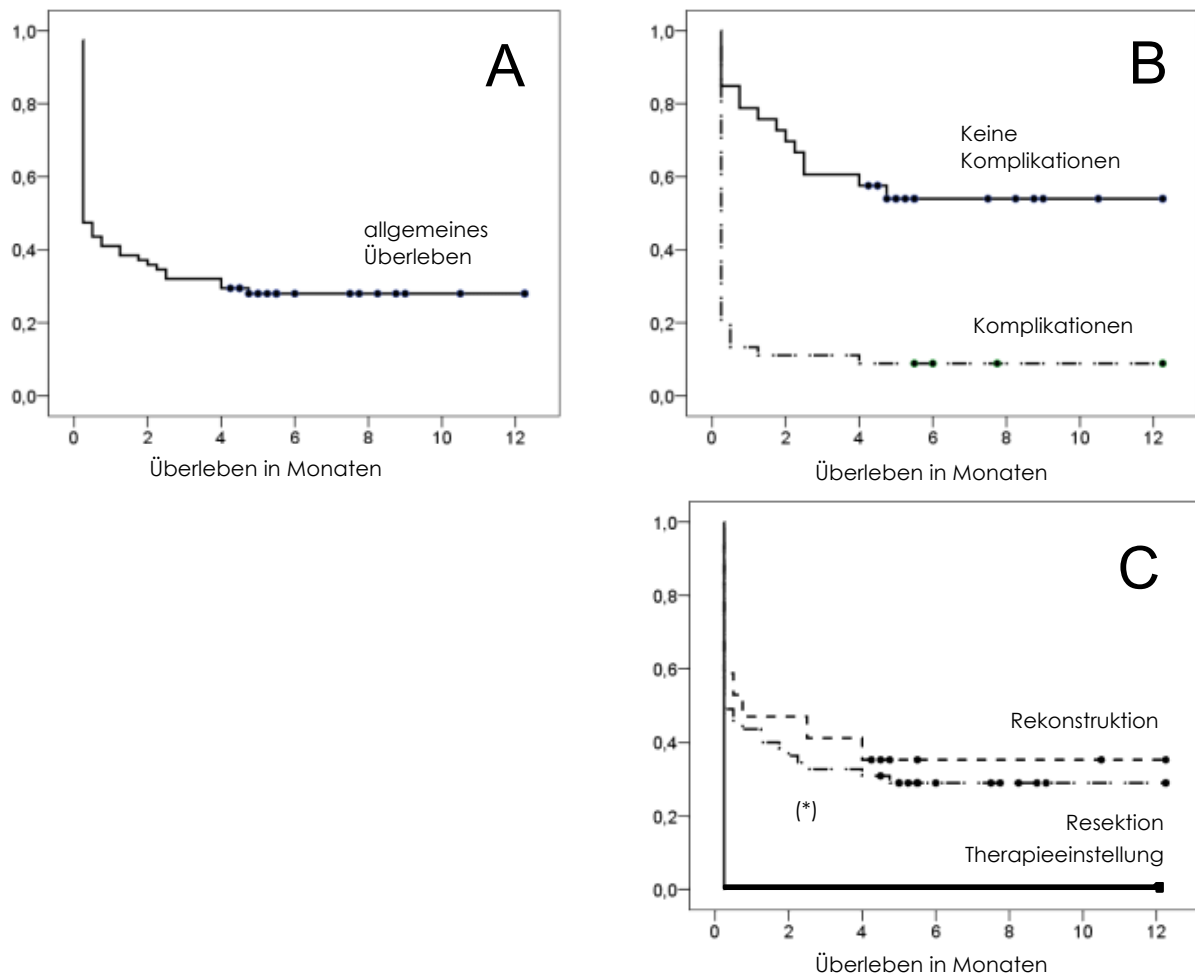 A
1,0
0,8
0,6
0,4
0,2
0,0
allgemeines
Überleben
0 2 4 6 8 10 12
Überleben in Monaten
B
1,0
0,8
0,6
0,4
0,2
0,0
Keine
Komplikationen
Komplikationen
0 2 4 6 8 10 12
Überleben in Monaten
C
1,0
0,8
0,6
0,4
0,2
0,0
Rekonstruktion
(*)
Resektion
Therapieeinstellung
0 2 4 6 8 10 12
Überleben in Monaten